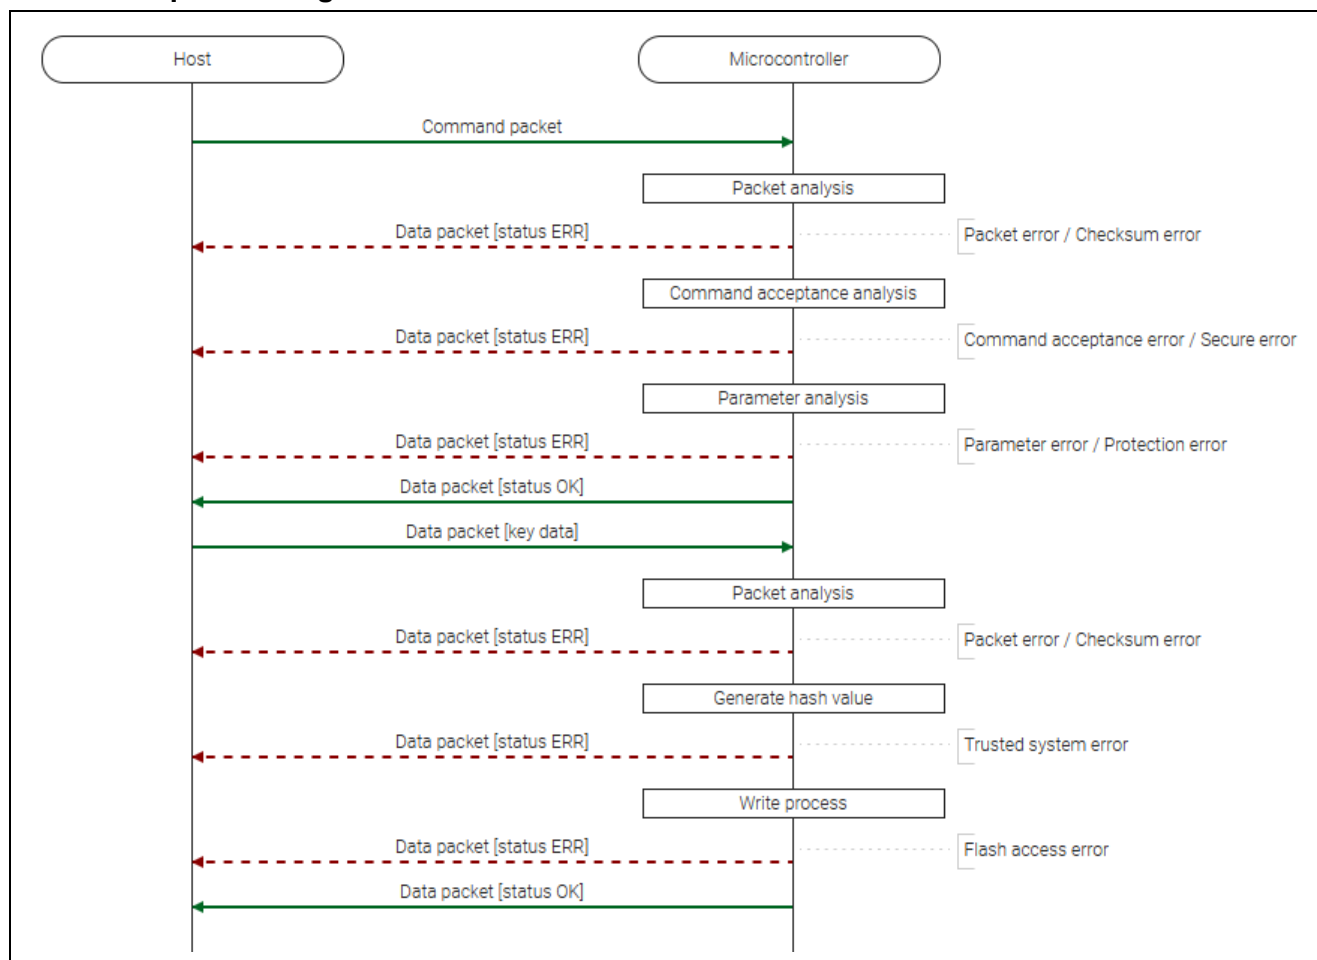 Host Microcontroller
Command packet
Packet analysis
Data packet [status ERR] Packet error / Checksum error
Command acceptance analysis
Data packet [status ERR] Command acceptance error / Secure error
Parameter analysis
Data packet [status ERR] Parameter error / Protection error
Data packet [status OK]
Data packet [key data]
Packet analysis
Data packet [status ERR] Packet error / Checksum error
Generate hash value
Data packet [status ERR] Trusted system error
Write process
Data packet [status ERR] Flash access error
Data packet [status OK]